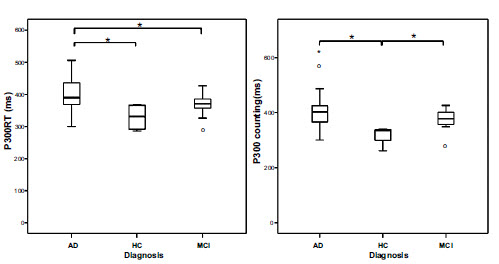 P300RT (ms)
600
500
400
300
200
100
0
*
*
AD
HC
MCI
Diagnosis
P300 counting(ms)
600
400
200
0
*
*
*
AD
HC
MCI
Diagnosis